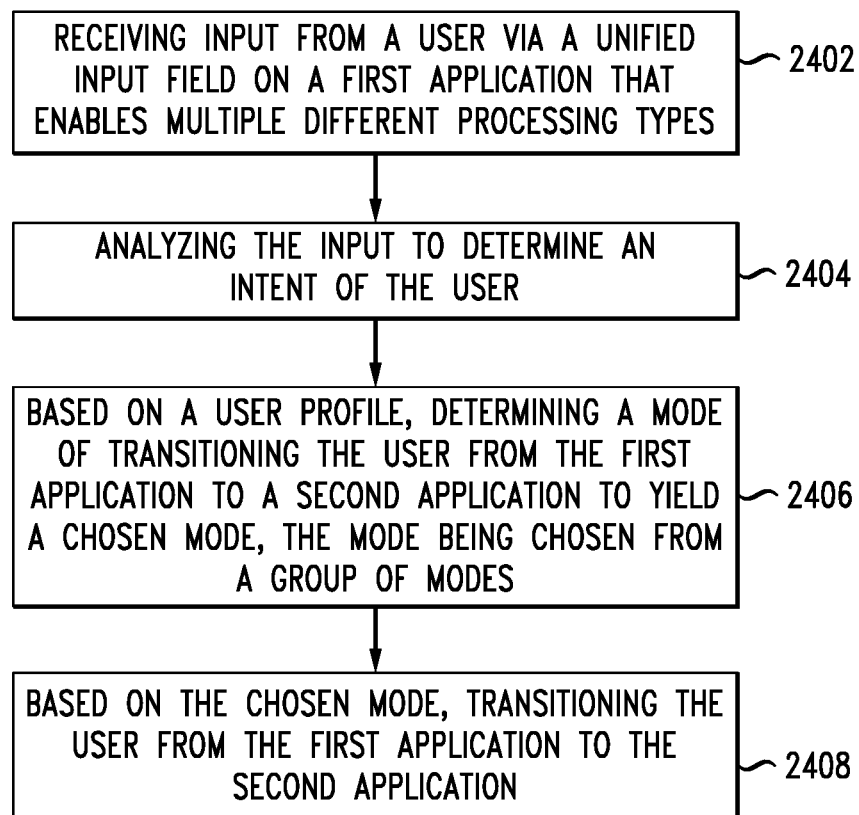 RECEIVING INPUT FROM A USER VIA A UNIFIED
INPUT FIELD ON A FIRST APPLICATION THAT
ENABLES MULTIPLE DIFFERENT PROCESSING TYPES
2402
ANALYZING THE INPUT TO DETERMINE AN
INTENT OF THE USER
2404
BASED ON A USER PROFILE, DETERMINING A MODE
OF TRANSITIONING THE USER FROM THE FIRST
APPLICATION TO A SECOND APPLICATION TO YIELD
A CHOSEN MODE, THE MODE BEING CHOSEN FROM
A GROUP OF MODES
2406
BASED ON THE CHOSEN MODE, TRANSITIONING THE
USER FROM THE FIRST APPLICATION TO THE
SECOND APPLICATION
2408